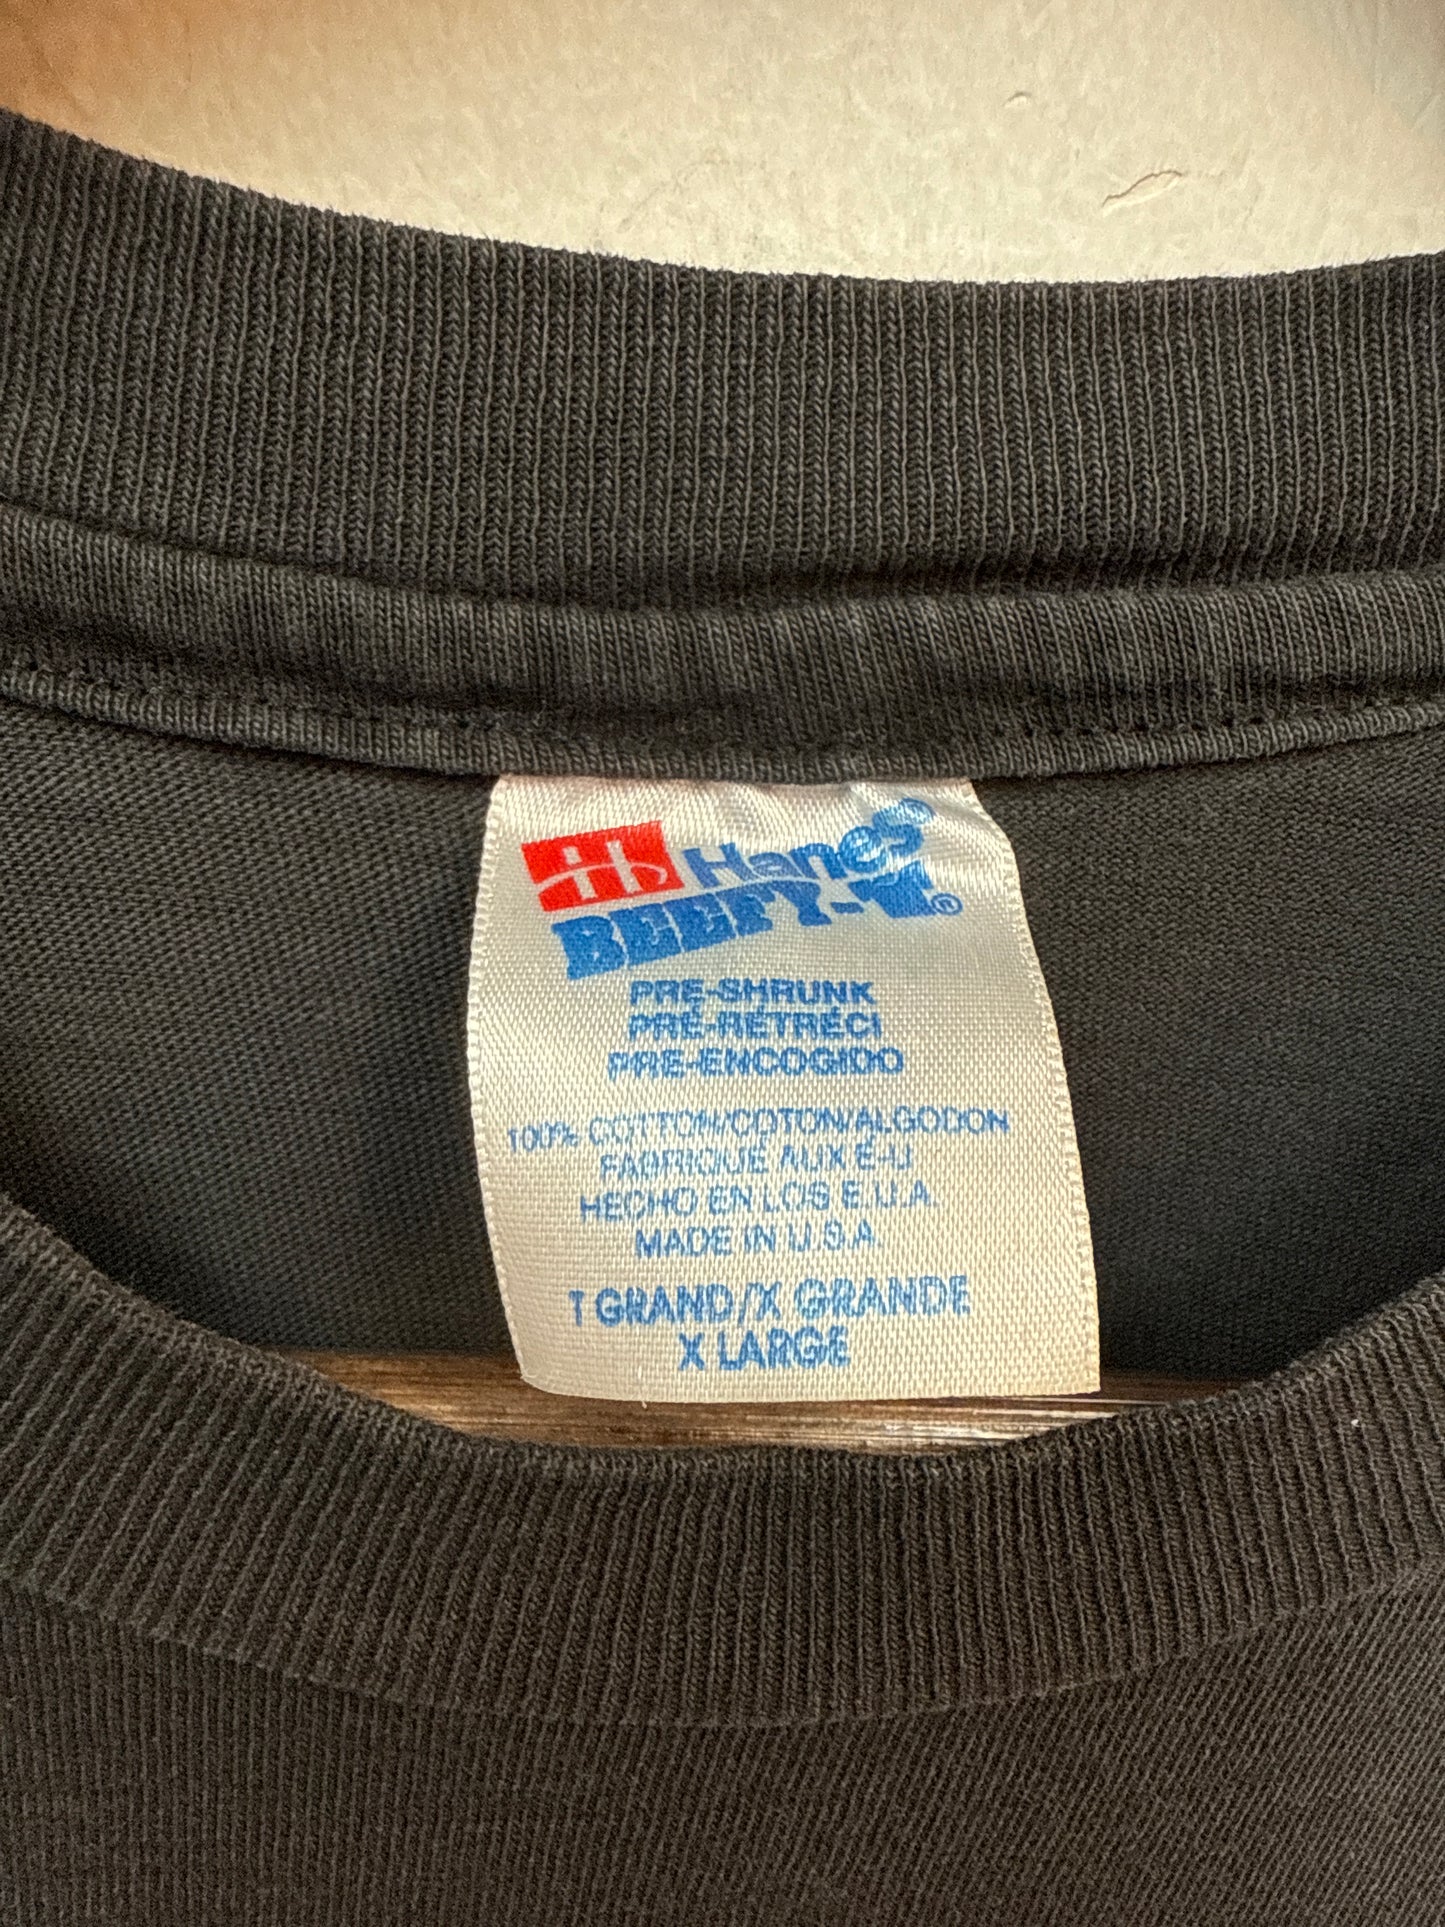 H Hanes®
BEEFY-T®
PRE-SHRUNK
PRÉ-RÉTRÉCI
PRE-ENCOGIDO
100% COTTON/COTON/ALGODON
FABRIQUÉ AUX É-U
HECHO EN LOS E.U.A.
MADE IN U.S.A
T GRAND/X GRANDE
X LARGE